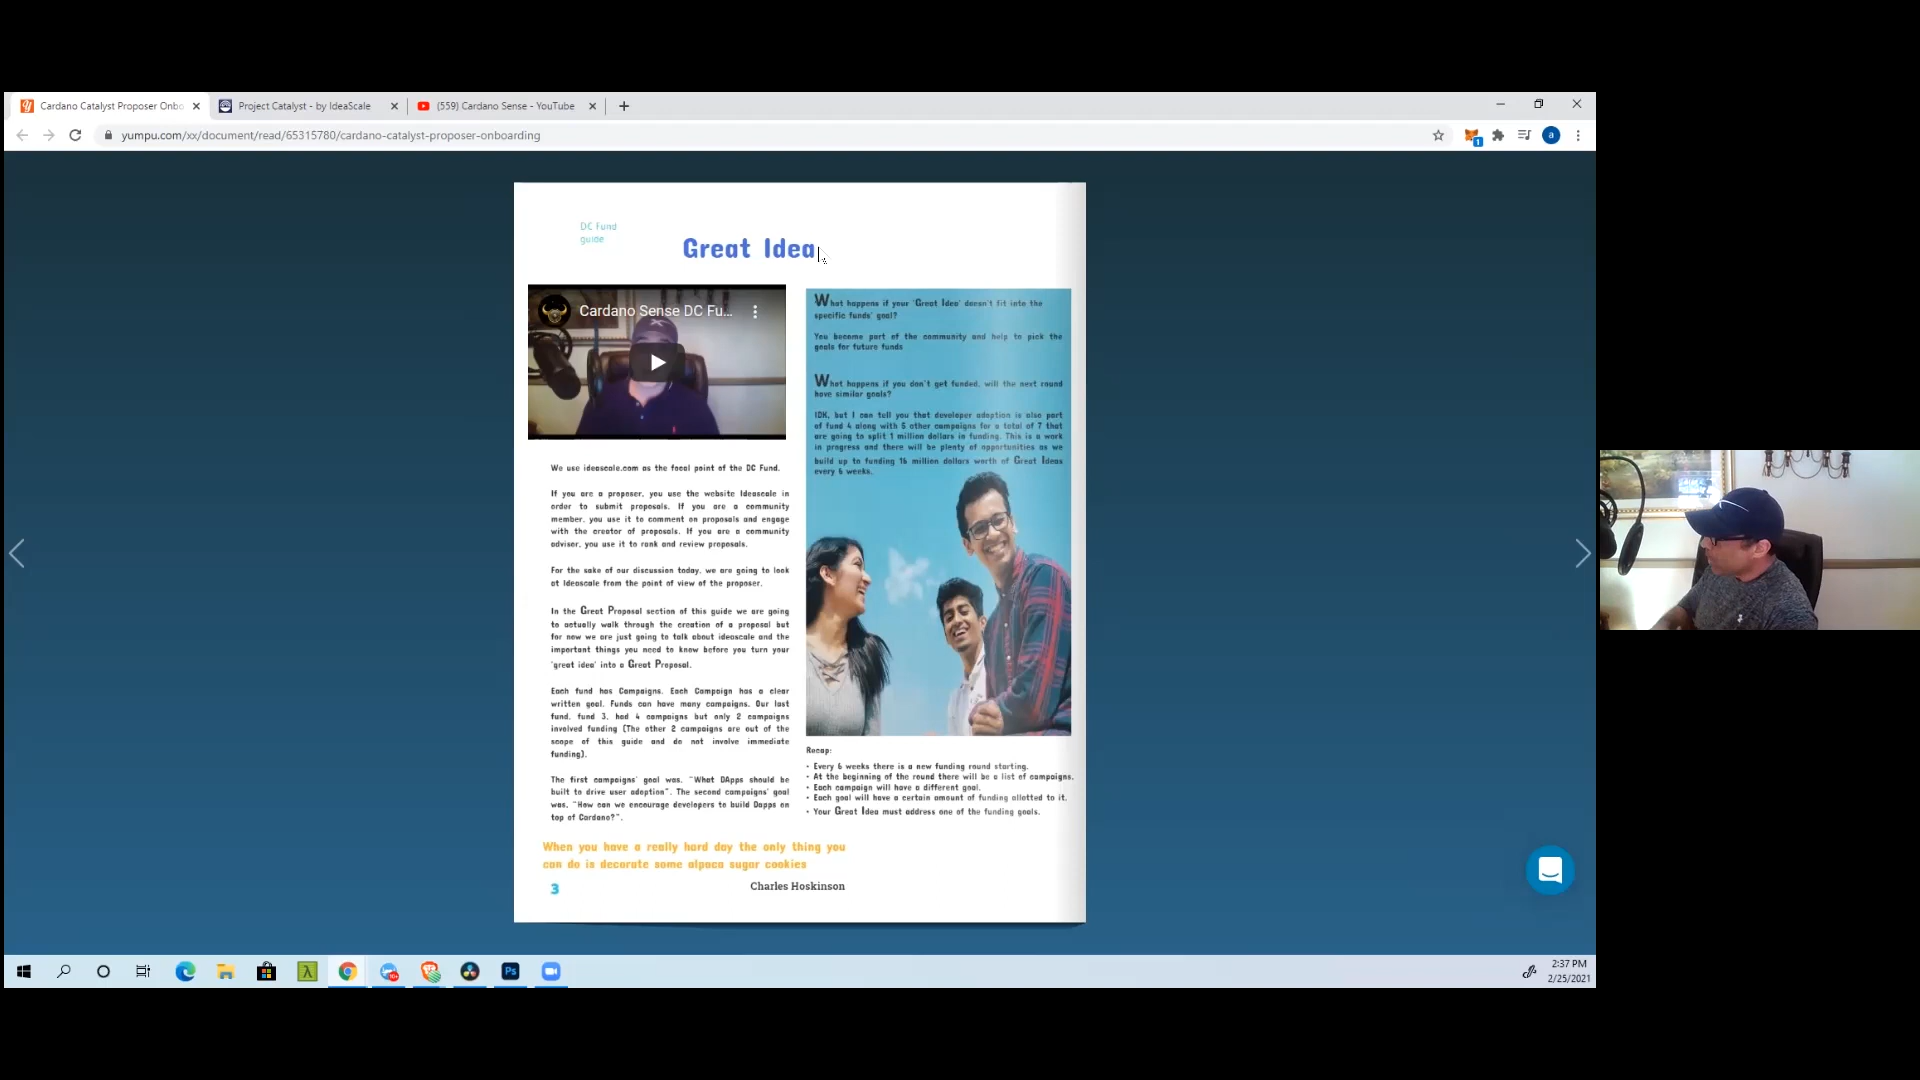 Cardano Catalyst Proposer Onbo
Project Catalyst - by IdeaScale
(559) Cardano Sense - YouTube
yumpu.com/xx/document/read/65315780/cardano-catalyst-proposer-onboarding
1
a
DC Fund
guide
Great Idea
Cardano Sense DC Fu...
We use ideascale.com as the focal point of the DC Fund.
If you are a proposer, you use the website Ideascale in
order to submit proposals. If you are a community
member, you use it to comment on proposals and engage
with the creator of proposals. If you are a community
advisor, you use it to rank and review proposals.
For the sake of our discussion today, we are going to look
at Ideascale from the point of view of the proposer.
In the Great Proposal section of this guide we are going
to actually walk through the creation of a proposal but
for now we are just going to talk about ideascale and the
important things you need to know before you turn your
'great idea' into a Great Proposal.
Each fund has Campaigns. Each Campaign has a clear
written goal. Funds can have many campaigns. Our last
fund, fund 3, had 4 campaigns but only 2 campaigns
involved funding (The other 2 campaigns are out of the
scope of this guide and do not involve immediate
funding).
The first campaigns' goal was, "What DApps should be
built to drive user adoption". The second campaigns' goal
was, "How can we encourage developers to build Dapps on
top of Cardano?".
What happens if your 'Great Idea' doesn't fit into the
specific funds' goal?
You become part of the community and help to pick the
goals for future funds
What happens if you don't get funded, will the next round
have similar goals?
IDK, but I can tell you that developer adoption is also part
of fund 4 along with 6 other campaigns for a total of 7 that
are going to split 1 million dollars in funding. This is a work
in progress and there will be plenty of opportunities as we
build up to funding 16 million dollars worth of Great Ideas
every 6 weeks.
Recap:
• Every 6 weeks there is a new funding round starting.
• At the beginning of the round there will be a list of campaigns.
• Each campaign will have a different goal.
• Each goal will have a certain amount of funding allotted to it.
• Your Great Idea must address one of the funding goals.
When you have a really hard day the only thing you
can do is decorate some alpaca sugar cookies
3
Charles Hoskinson
Ps
2:37 PM
2/25/2021